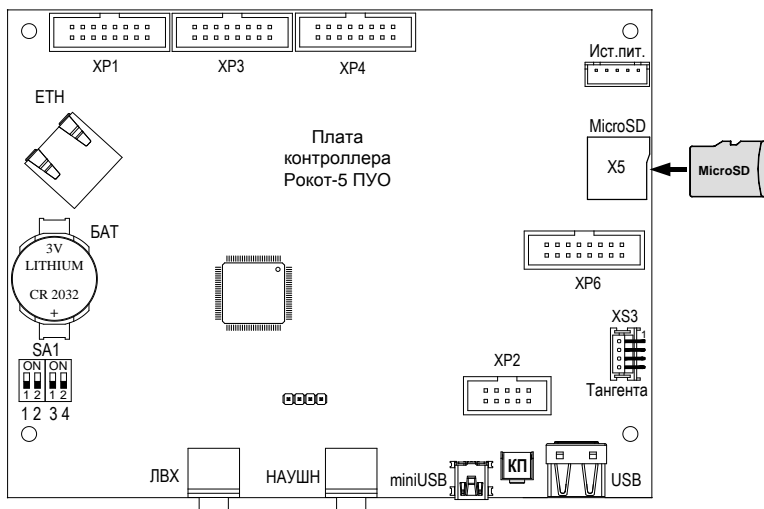 XP1
XP3
XP4
Ист.пит.
ETH
Плата
контроллера
Рокот-5 ПУО
MicroSD
X5
MicroSD
БАТ
3V
LITHIUM
CR 2032
+
XP6
XS3
1
SA1
ON ON
1 2 1 2
1 2 3 4
XP2
Тангента
ЛВХ
НАУШН
miniUSB
КП
USB